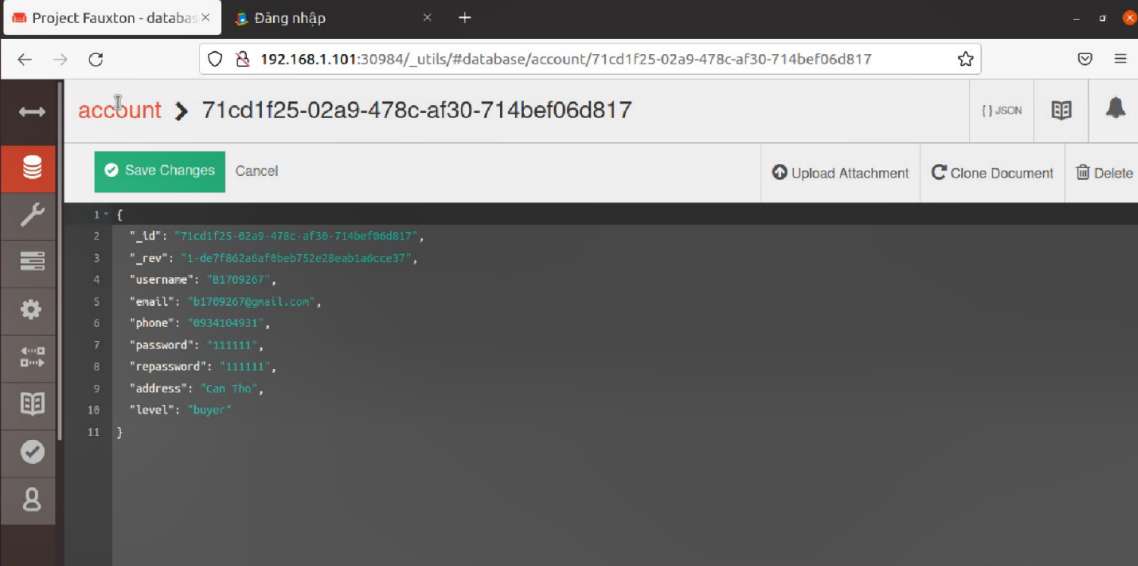 Project Fauxton - databas
Đăng nhập
192.168.1.101:30984/_utils/#database/account/71cd1f25-02a9-478c-af30-714bef06d817
account > 71cd1f25-02a9-478c-af30-714bef06d817
{ } JSON
Save Changes
Cancel
Upload Attachment
Clone Document
Delete
1 {
2 "_id": "71cd1f25-02a9-478c-af30-714bef06d817",
3 "_rev": "1-de7f862a6af0beb752e28eab1a6cce37",
4 "username": "B1709267",
5 "email": "b1709267@gmail.com",
6 "phone": "0934104931",
7 "password": "111111",
8 "repassword": "111111",
9 "address": "Can Tho",
10 "level": "buyer"
11 }